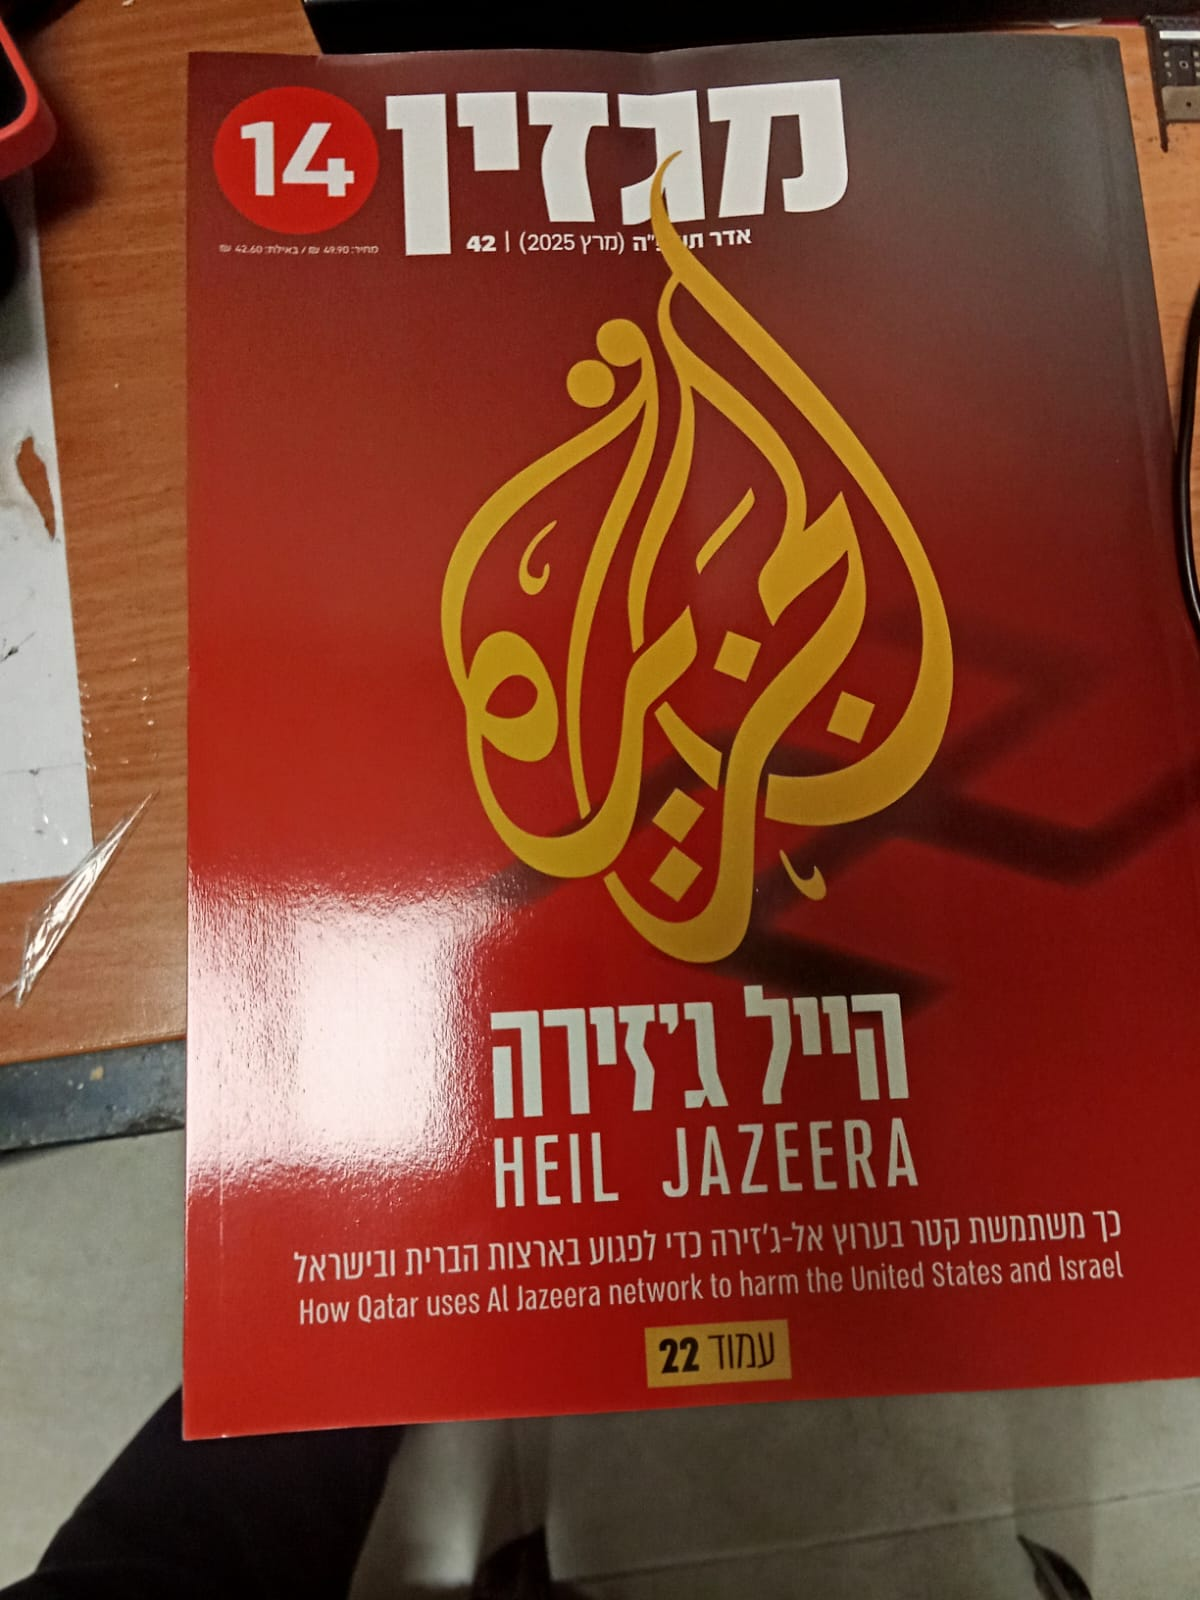 מגזין
14
אדר (מרץ 2025) | 42
מחיר: 49.90 ₪ / באילת: 42.60 ₪
الجزيرة
הייל ג'זירה
HEIL JAZEERA
כך משתמשת קטר בערוץ אל-ג'זירה כדי לפגוע בארצות הברית ובישראל
How Qatar uses Al Jazeera network to harm the United States and Israel
עמוד 22